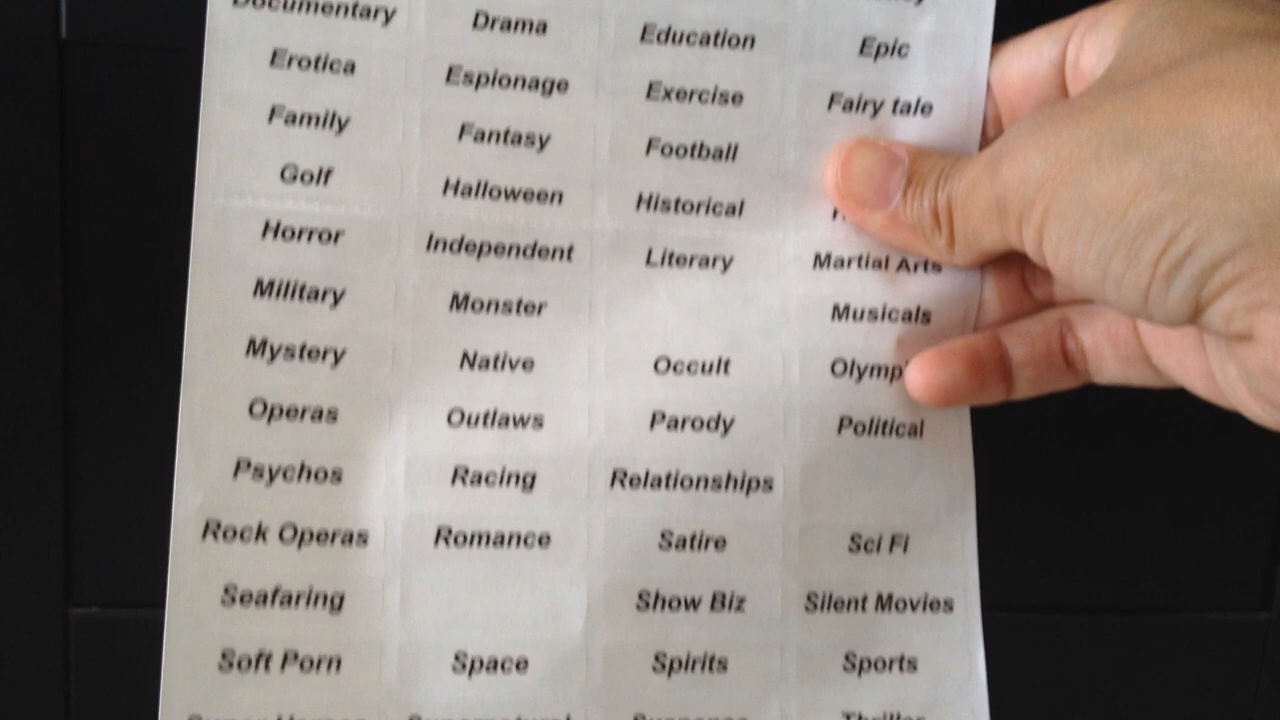 Documentary Drama Education Epic
Erotica Espionage Exercise Fairy tale
Family Fantasy Football
Golf Halloween Historical
Horror Independent Literary Martial Arts
Military Monster Musicals
Mystery Native Occult
Operas Outlaws Parody Political
Psychos Racing Relationships
Rock Operas Romance Satire Sci Fi
Seafaring Show Biz Silent Movies
Soft Porn Space Spirits Sports